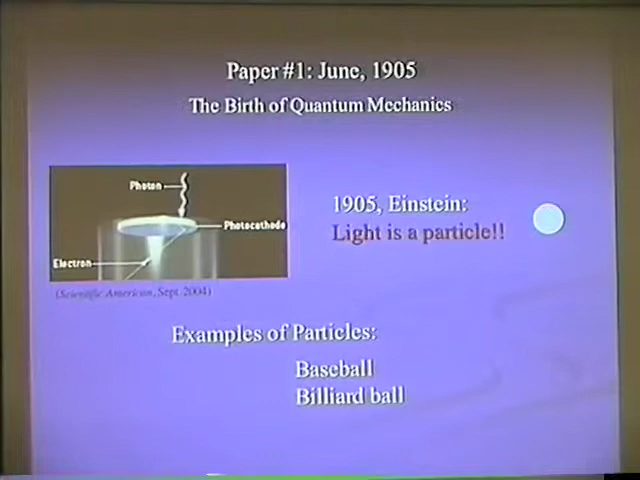 Paper #1: June, 1905
The Birth of Quantum Mechanics
Photon
Photocathode
Electron
(Scientific American, Sept. 2004)
1905, Einstein:
Light is a particle!!
Examples of Particles:
Baseball
Billiard ball